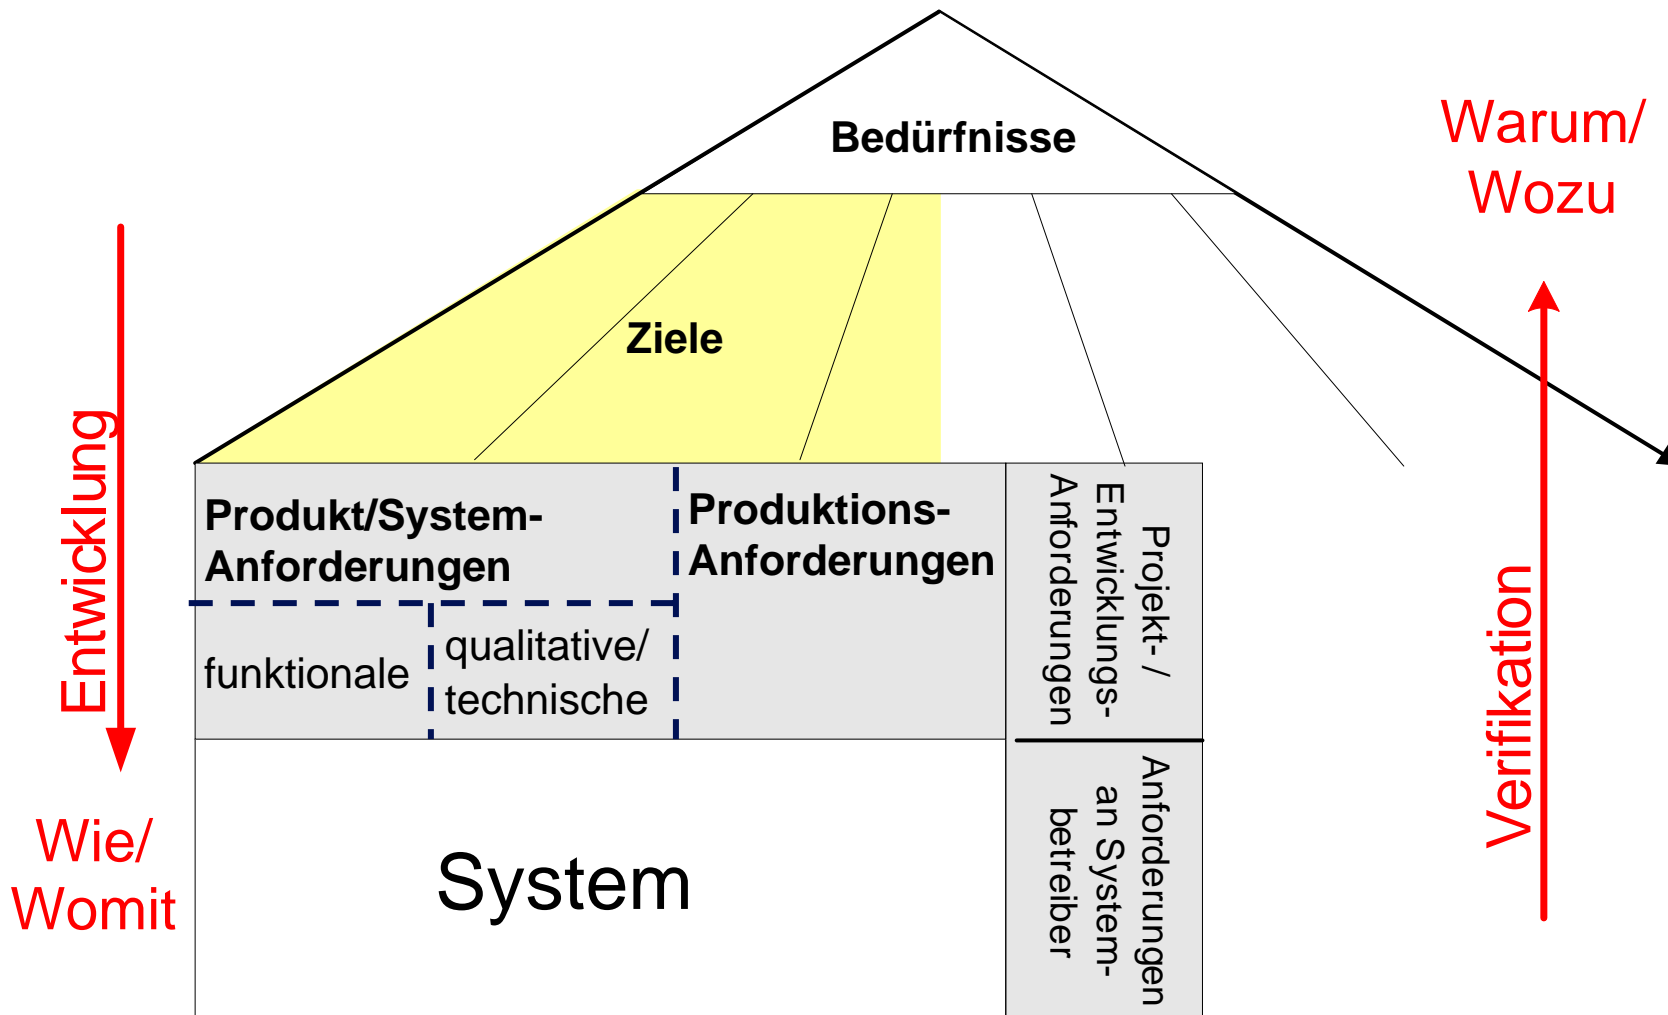 Bedürfnisse
Warum/
Wozu
Ziele
Entwicklung
Wie/
Womit
Produkt/System-
Anforderungen
funktionale
qualitative/
technische
Produktions-
Anforderungen
Projekt- /
Entwicklungs-
Anforderungen
Anforderungen
an System-
betreiber
System
Verifikation